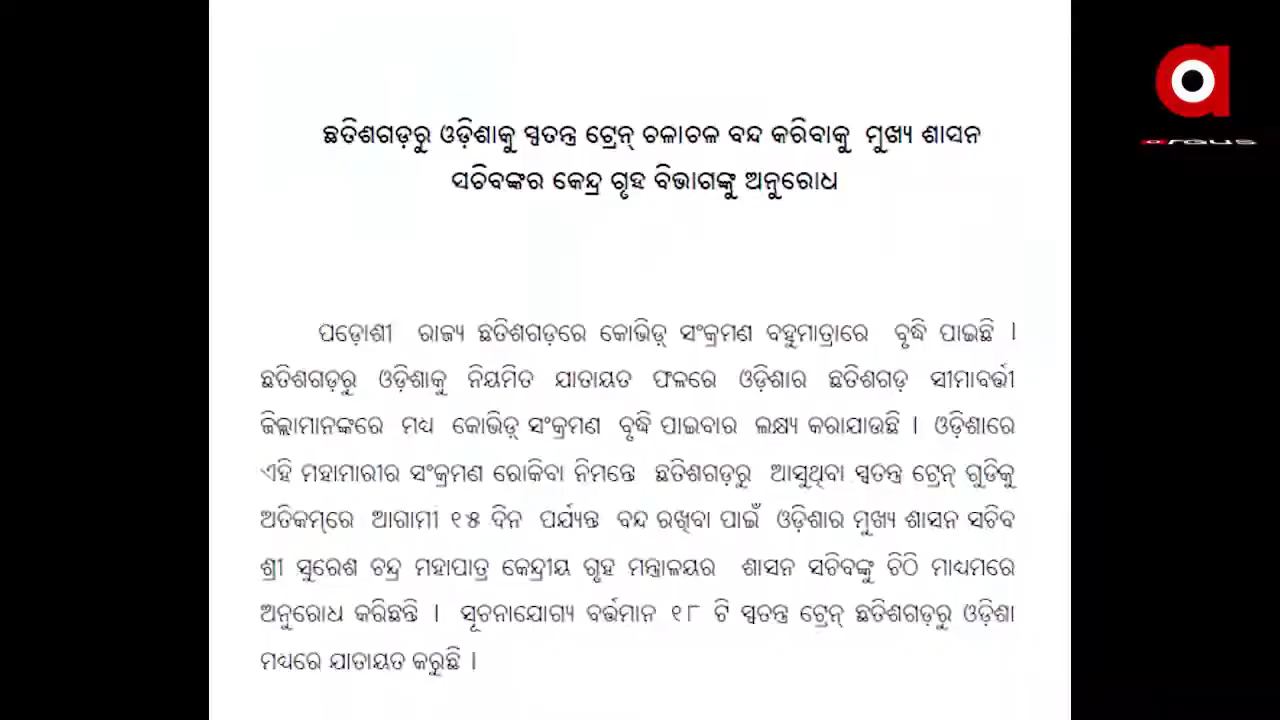 ଛତିଶଗଡ଼ରୁ ଓଡ଼ିଶାକୁ ସ୍ୱତନ୍ତ୍ର ଟ୍ରେନ୍ ଚଳାଚଳ ବନ୍ଦ କରିବାକୁ ମୁଖ୍ୟ ଶାସନ
ସଚିବଙ୍କର କେନ୍ଦ୍ର ଗୃହ ବିଭାଗଙ୍କୁ ଅନୁରୋଧ
ପଡ଼ୋଶୀ ରାଜ୍ୟ ଛତିଶଗଡ଼ରେ କୋଭିଡ଼୍ ସଂକ୍ରମଣ ବହୁମାତ୍ରାରେ ବୃଦ୍ଧି ପାଇଛି ।
ଛତିଶଗଡ଼ରୁ ଓଡ଼ିଶାକୁ ନିୟମିତ ଯାତାୟତ ଫଳରେ ଓଡ଼ିଶାର ଛତିଶଗଡ଼ ସୀମାବର୍ତ୍ତୀ
ଜିଲ୍ଲାମାନଙ୍କରେ ମଧ୍ୟ କୋଭିଡ଼୍ ସଂକ୍ରମଣ ବୃଦ୍ଧି ପାଇବାର ଲକ୍ଷ୍ୟ କରାଯାଉଛି । ଓଡ଼ିଶାରେ
ଏହି ମହାମାରୀର ସଂକ୍ରମଣ ରୋକିବା ନିମନ୍ତେ ଛତିଶଗଡ଼ରୁ ଆସୁଥିବା ସ୍ୱତନ୍ତ୍ର ଟ୍ରେନ୍ ଗୁଡିକୁ
ଅତିକମ୍‌ରେ ଆଗାମୀ ୧୫ ଦିନ ପର୍ଯ୍ୟନ୍ତ ବନ୍ଦ ରଖିବା ପାଇଁ ଓଡ଼ିଶାର ମୁଖ୍ୟ ଶାସନ ସଚିବ
ଶ୍ରୀ ସୁରେଶ ଚନ୍ଦ୍ର ମହାପାତ୍ର କେନ୍ଦ୍ରୀୟ ଗୃହ ମନ୍ତ୍ରାଳୟର ଶାସନ ସଚିବଙ୍କୁ ଚିଠି ମାଧ୍ୟମରେ
ଅନୁରୋଧ କରିଛନ୍ତି । ସୂଚନାଯୋଗ୍ୟ ବର୍ତ୍ତମାନ ୧୮ ଟି ସ୍ୱତନ୍ତ୍ର ଟ୍ରେନ୍ ଛତିଶଗଡ଼ରୁ ଓଡ଼ିଶା
ମଧ୍ୟରେ ଯାତାୟତ କରୁଛି ।